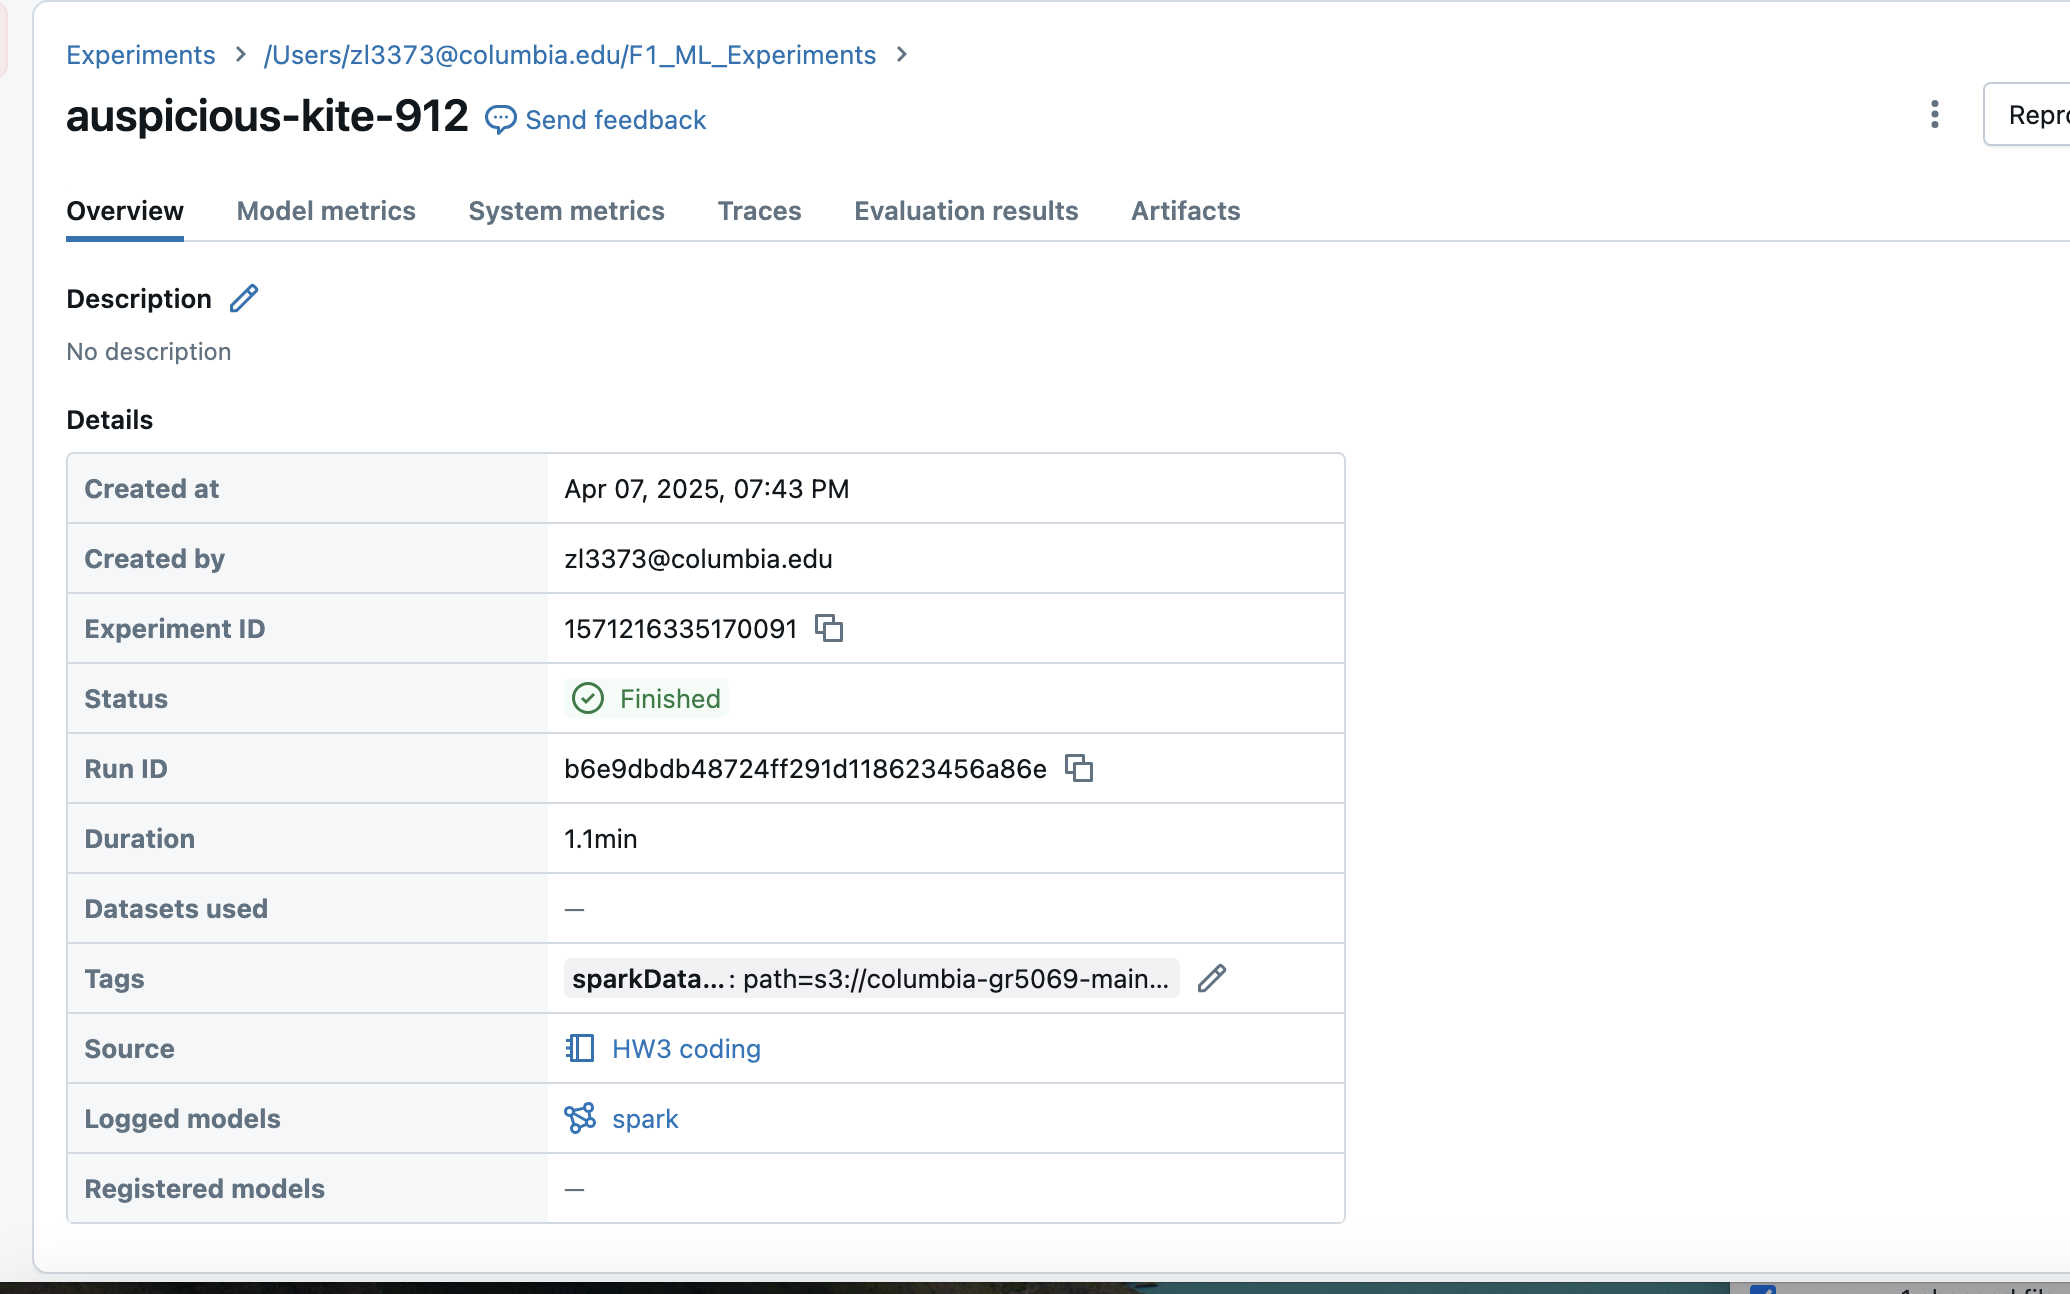 Experiments > /Users/zl3373@columbia.edu/F1_ML_Experiments >
auspicious-kite-912 Send feedback
Overview Model metrics System metrics Traces Evaluation results Artifacts
Description
No description
Details
Created at Apr 07, 2025, 07:43 PM
Created by zl3373@columbia.edu
Experiment ID 1571216335170091
Status Finished
Run ID b6e9dbdb48724ff291d118623456a86e
Duration 1.1min
Datasets used —
Tags sparkData...: path=s3://columbia-gr5069-main...
Source HW3 coding
Logged models spark
Registered models —